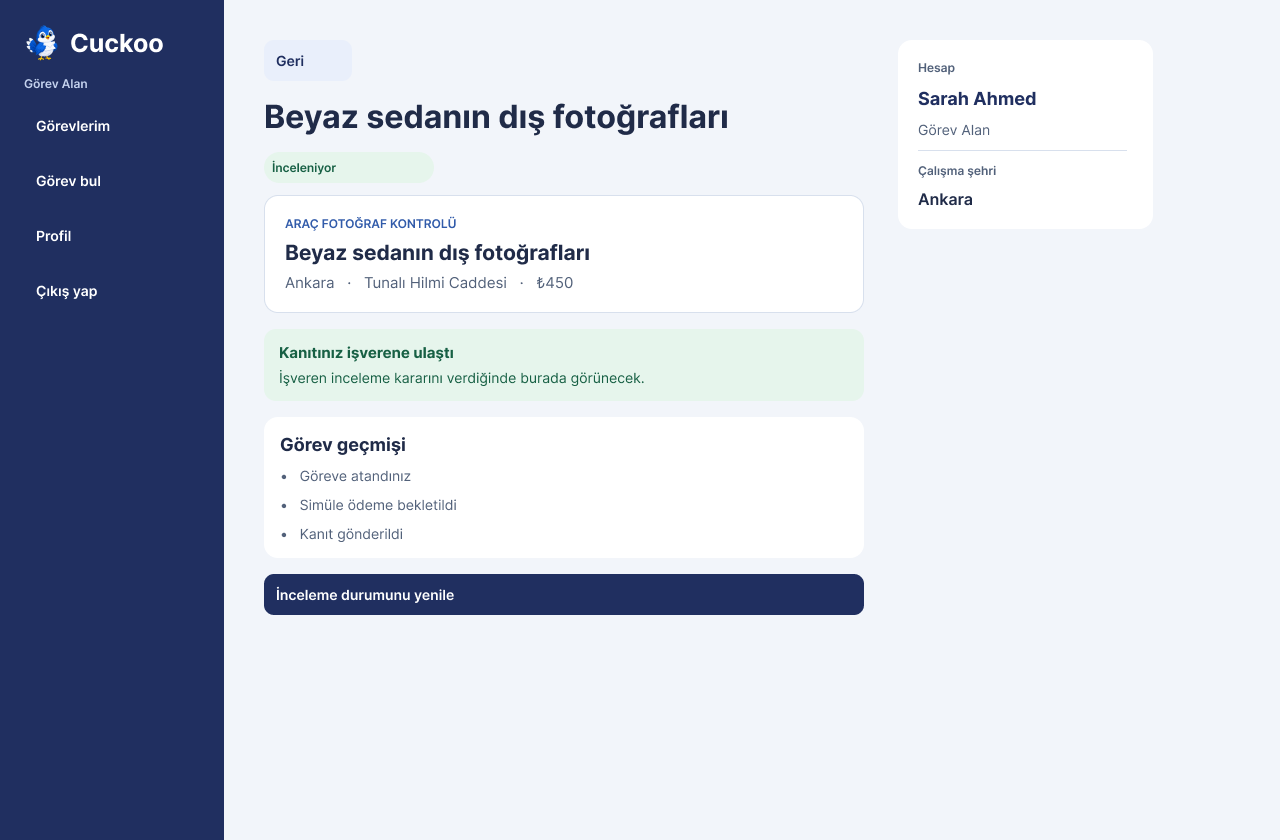 Cuckoo
Görev Alan
Görevlerim
Görev bul
Profil
Çıkış yap
Geri
Beyaz sedanın dış fotoğrafları
İnceleniyor
ARAÇ FOTOĞRAF KONTROLÜ
Beyaz sedanın dış fotoğrafları
Ankara · Tunalı Hilmi Caddesi · ₺450
Kanıtınız işverene ulaştı
İşveren inceleme kararını verdiğinde burada görünecek.
Görev geçmişi
• Göreve atandınız
• Simüle ödeme bekletildi
• Kanıt gönderildi
İnceleme durumunu yenile
Hesap
Sarah Ahmed
Görev Alan
Çalışma şehri
Ankara